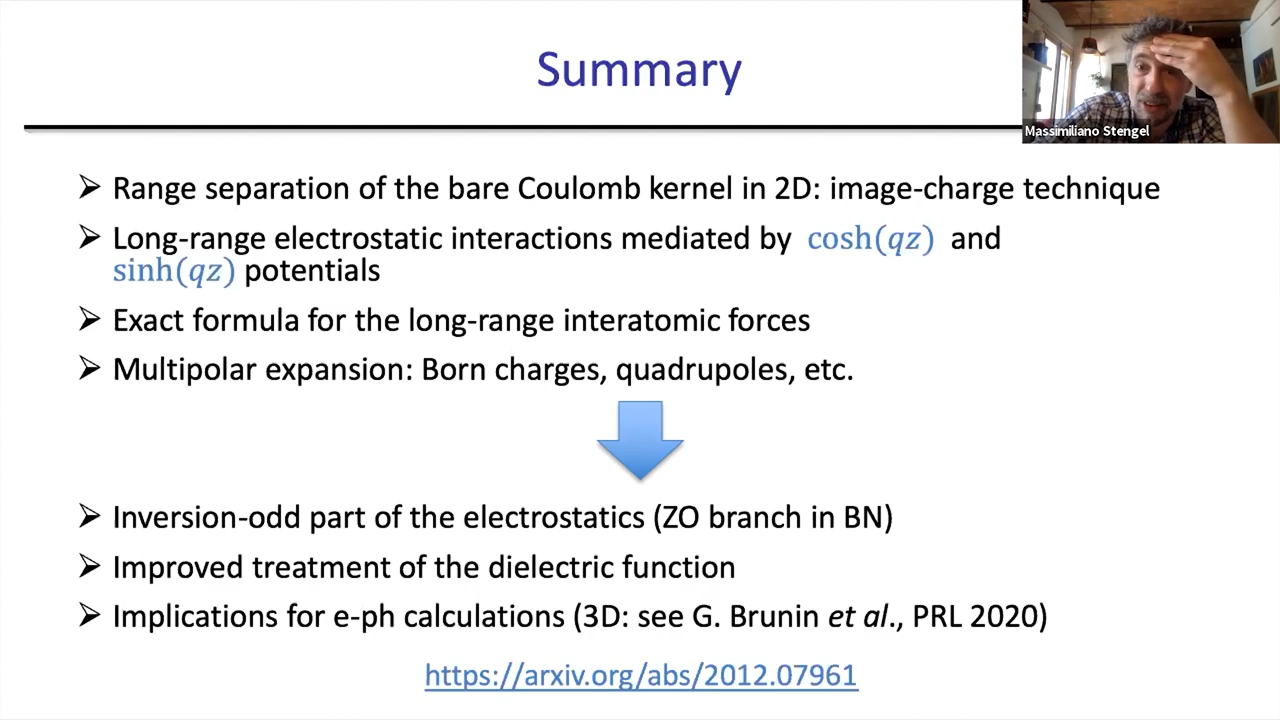 Summary
Massimiliano Stengel
➢ Range separation of the bare Coulomb kernel in 2D: image-charge technique
➢ Long-range electrostatic interactions mediated by cosh(qz) and
sinh(qz) potentials
➢ Exact formula for the long-range interatomic forces
➢ Multipolar expansion: Born charges, quadrupoles, etc.
➢ Inversion-odd part of the electrostatics (ZO branch in BN)
➢ Improved treatment of the dielectric function
➢ Implications for e-ph calculations (3D: see G. Brunin et al., PRL 2020)
https://arxiv.org/abs/2012.07961